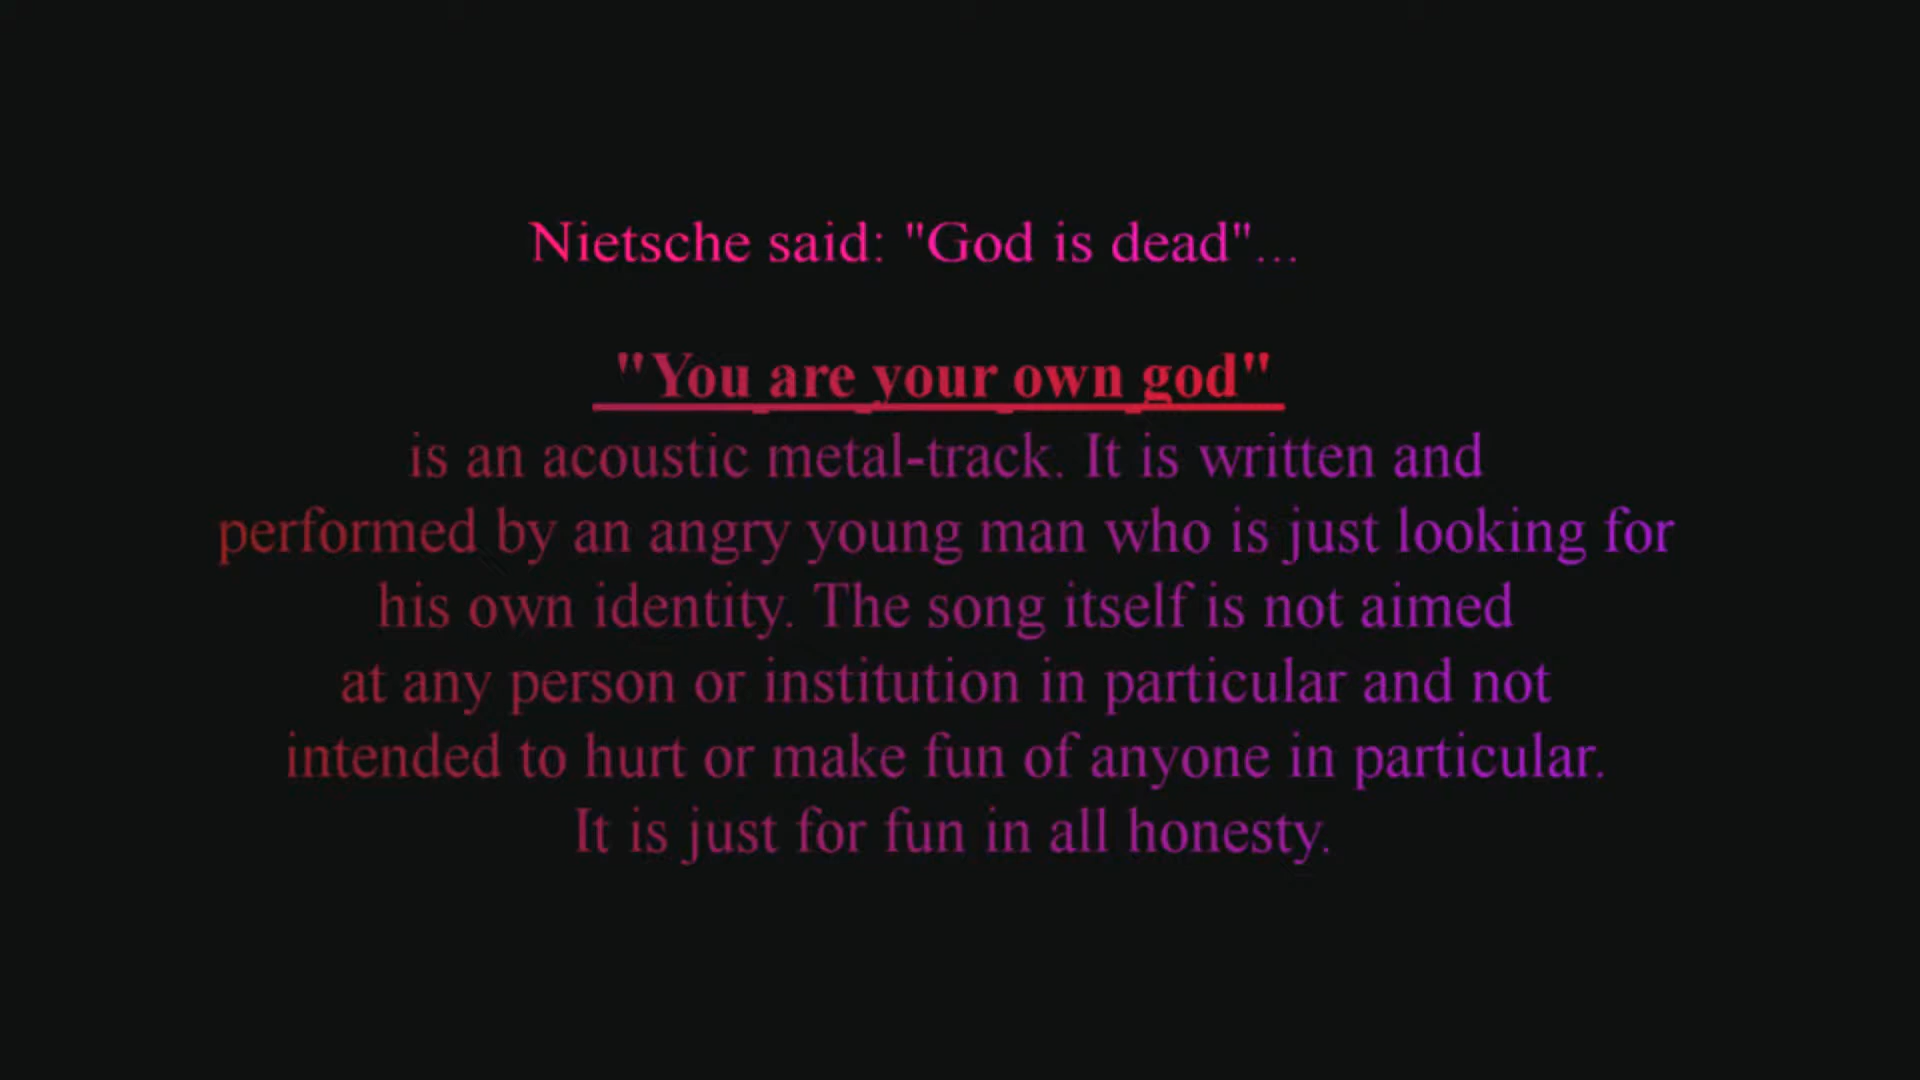 Nietsche said: "God is dead"...
"You are your own god"
is an acoustic metal-track. It is written and
performed by an angry young man who is just looking for
his own identity. The song itself is not aimed
at any person or institution in particular and not
intended to hurt or make fun of anyone in particular.
It is just for fun in all honesty.